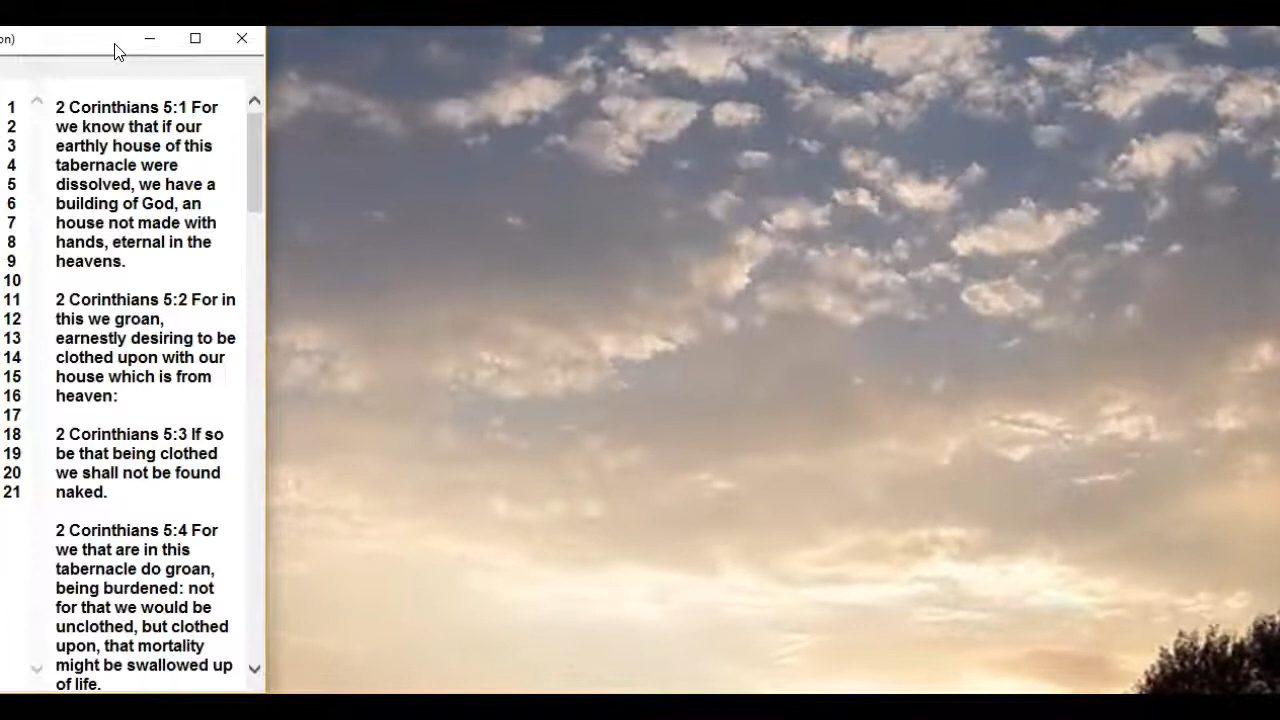 on)
1
2
3
4
5
6
7
8
9
10
11
12
13
14
15
16
17
18
19
20
21
2 Corinthians 5:1 For
we know that if our
earthly house of this
tabernacle were
dissolved, we have a
building of God, an
house not made with
hands, eternal in the
heavens.
2 Corinthians 5:2 For in
this we groan,
earnestly desiring to be
clothed upon with our
house which is from
heaven:
2 Corinthians 5:3 If so
be that being clothed
we shall not be found
naked.
2 Corinthians 5:4 For
we that are in this
tabernacle do groan,
being burdened: not
for that we would be
unclothed, but clothed
upon, that mortality
might be swallowed up
of life.